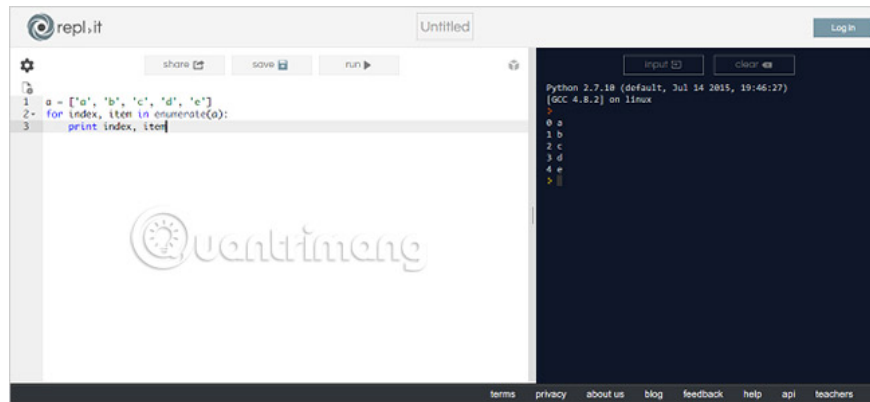 repl.it
Untitled
Log In
share
save
run
input
clear
1 a = ['a', 'b', 'c', 'd', 'e']
2 for index, item in enumerate(a):
3 print index, item
Python 2.7.10 (default, Jul 14 2015, 19:46:27)
[GCC 4.8.2] on linux
>
0 a
1 b
2 c
3 d
4 e
>
Quantrimang
terms privacy about us blog feedback help api teachers